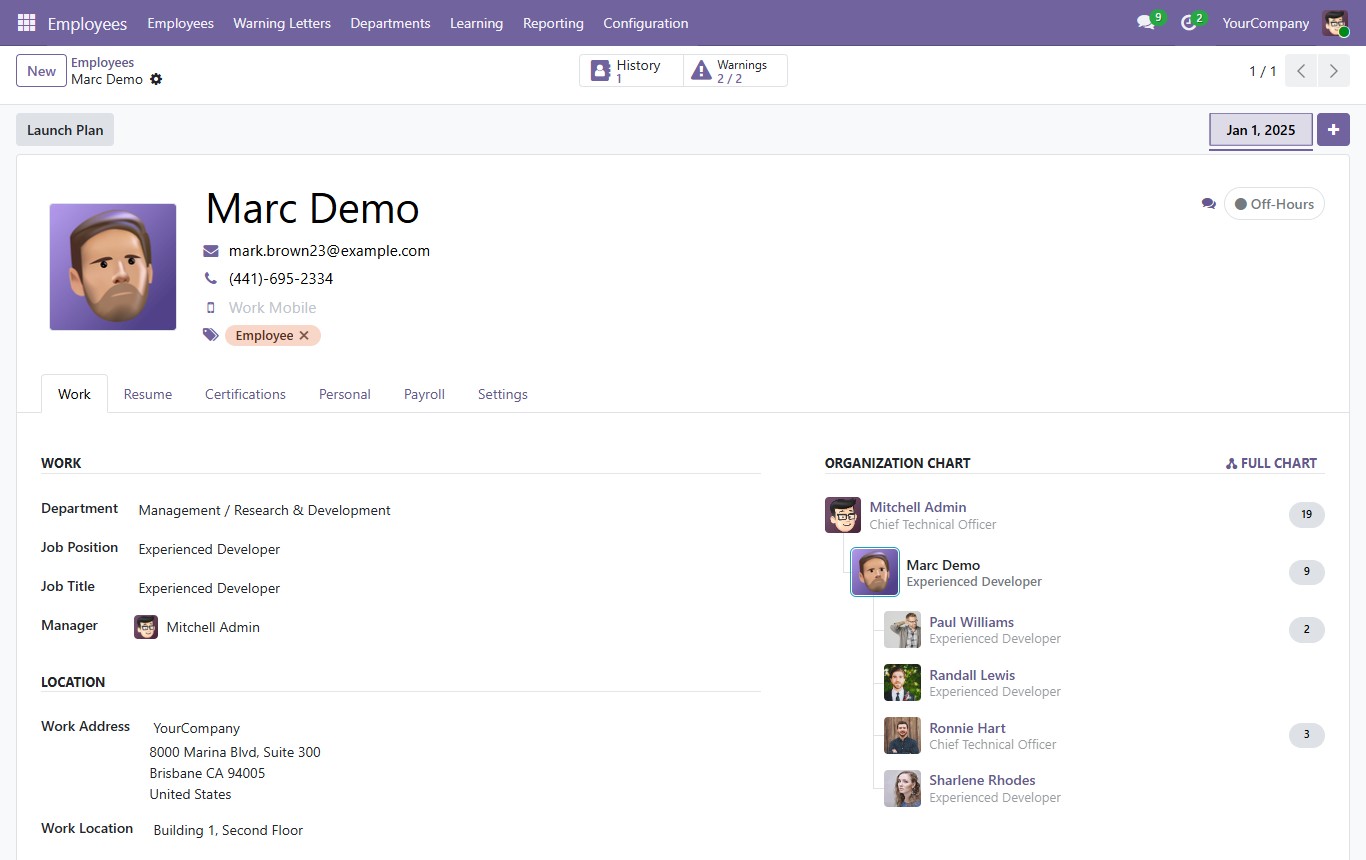 Employees Employees Warning Letters Departments Learning Reporting Configuration 9 2 YourCompany
New Employees History Warnings
Marc Demo 1 2 / 2 1 / 1
Launch Plan Jan 1, 2025 +
Marc Demo
Off-Hours
mark.brown23@example.com
(441)-695-2334
Work Mobile
Employee ✕
Work Resume Certifications Personal Payroll Settings
WORK
Department Management / Research & Development
Job Position Experienced Developer
Job Title Experienced Developer
Manager Mitchell Admin
LOCATION
Work Address YourCompany
8000 Marina Blvd, Suite 300
Brisbane CA 94005
United States
Work Location Building 1, Second Floor
ORGANIZATION CHART FULL CHART
Mitchell Admin 19
Chief Technical Officer
Marc Demo 9
Experienced Developer
Paul Williams 2
Experienced Developer
Randall Lewis
Experienced Developer
Ronnie Hart 3
Chief Technical Officer
Sharlene Rhodes
Experienced Developer